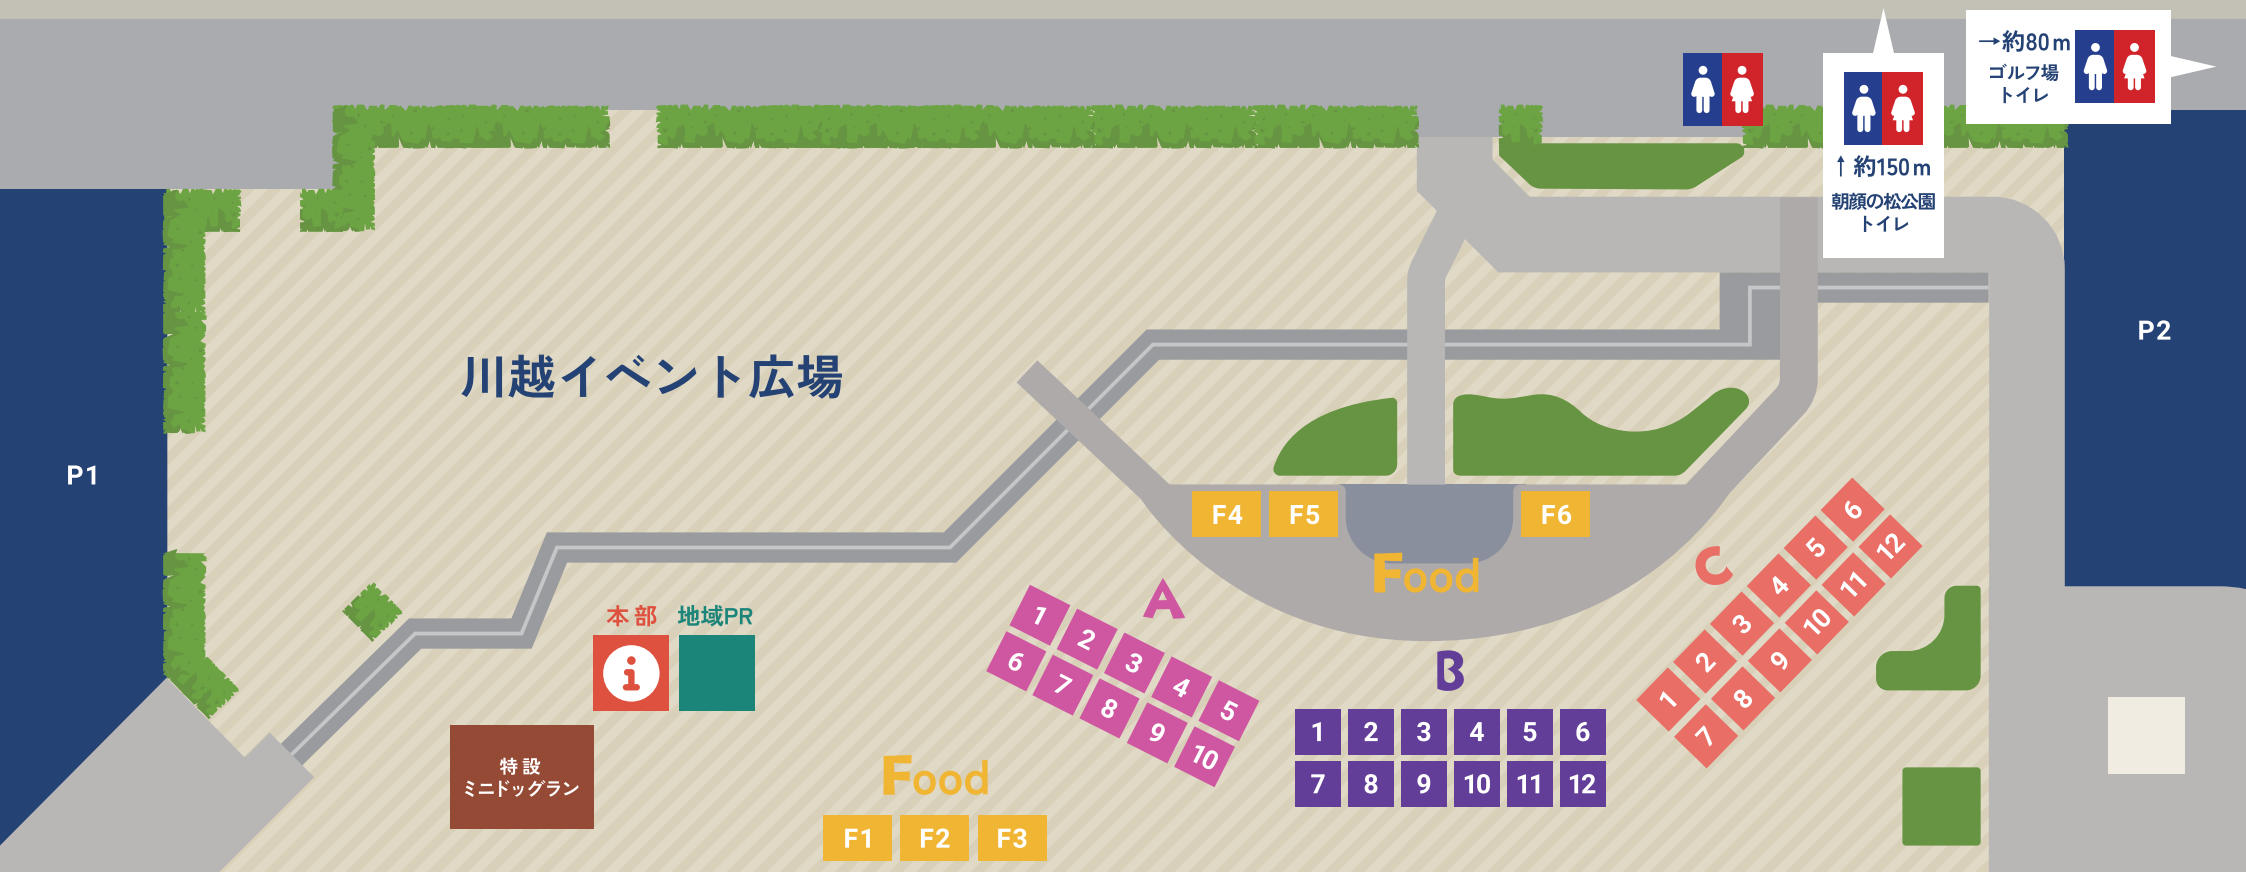 →約80m
ゴルフ場
トイレ
↑約150m
朝顔の松公園
トイレ
P2
川越イベント広場
P1
F4 F5 F6
Food
本部 地域PR
i
A
1 2 3 4 5
6 7 8 9 10
B
1 2 3 4 5 6
7 8 9 10 11 12
C
1 2 3 4 5 6
7 8 9 10 11 12
特設
ミニドッグラン
Food
F1 F2 F3